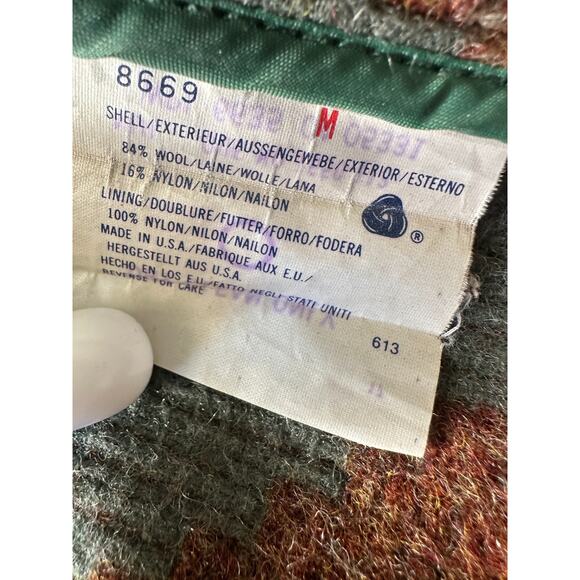 8669
M
SHELL/EXTERIEUR/AUSSENGEWEBE/EXTERIOR/ESTERNO
84% WOOL/LAINE/WOLLE/LANA
16% NYLON/NILON/NAILON
LINING/DOUBLURE/FUTTER/FORRO/FODERA
100% NYLON/NILON/NAILON
MADE IN U.S.A./FABRIQUE AUX E.U./
HERGESTELLT AUS U.S.A.
HECHO EN LOS E.U./FATTO NEGLI STATI UNITI
REVERSE FOR CARE
®
613